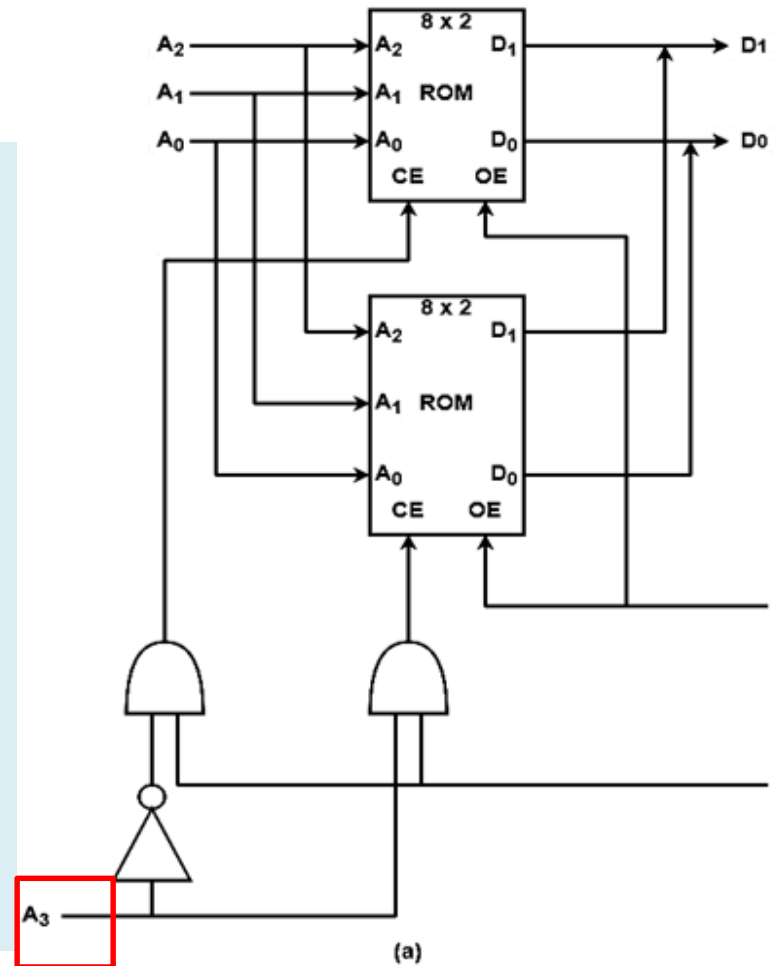 8 x 2
A₂ A₂ D₁ D1
A₁ A₁ ROM
A₀ A₀ D₀ D0
CE OE
8 x 2
A₂ D₁
A₁ ROM
A₀ D₀
CE OE
A₃
(a)